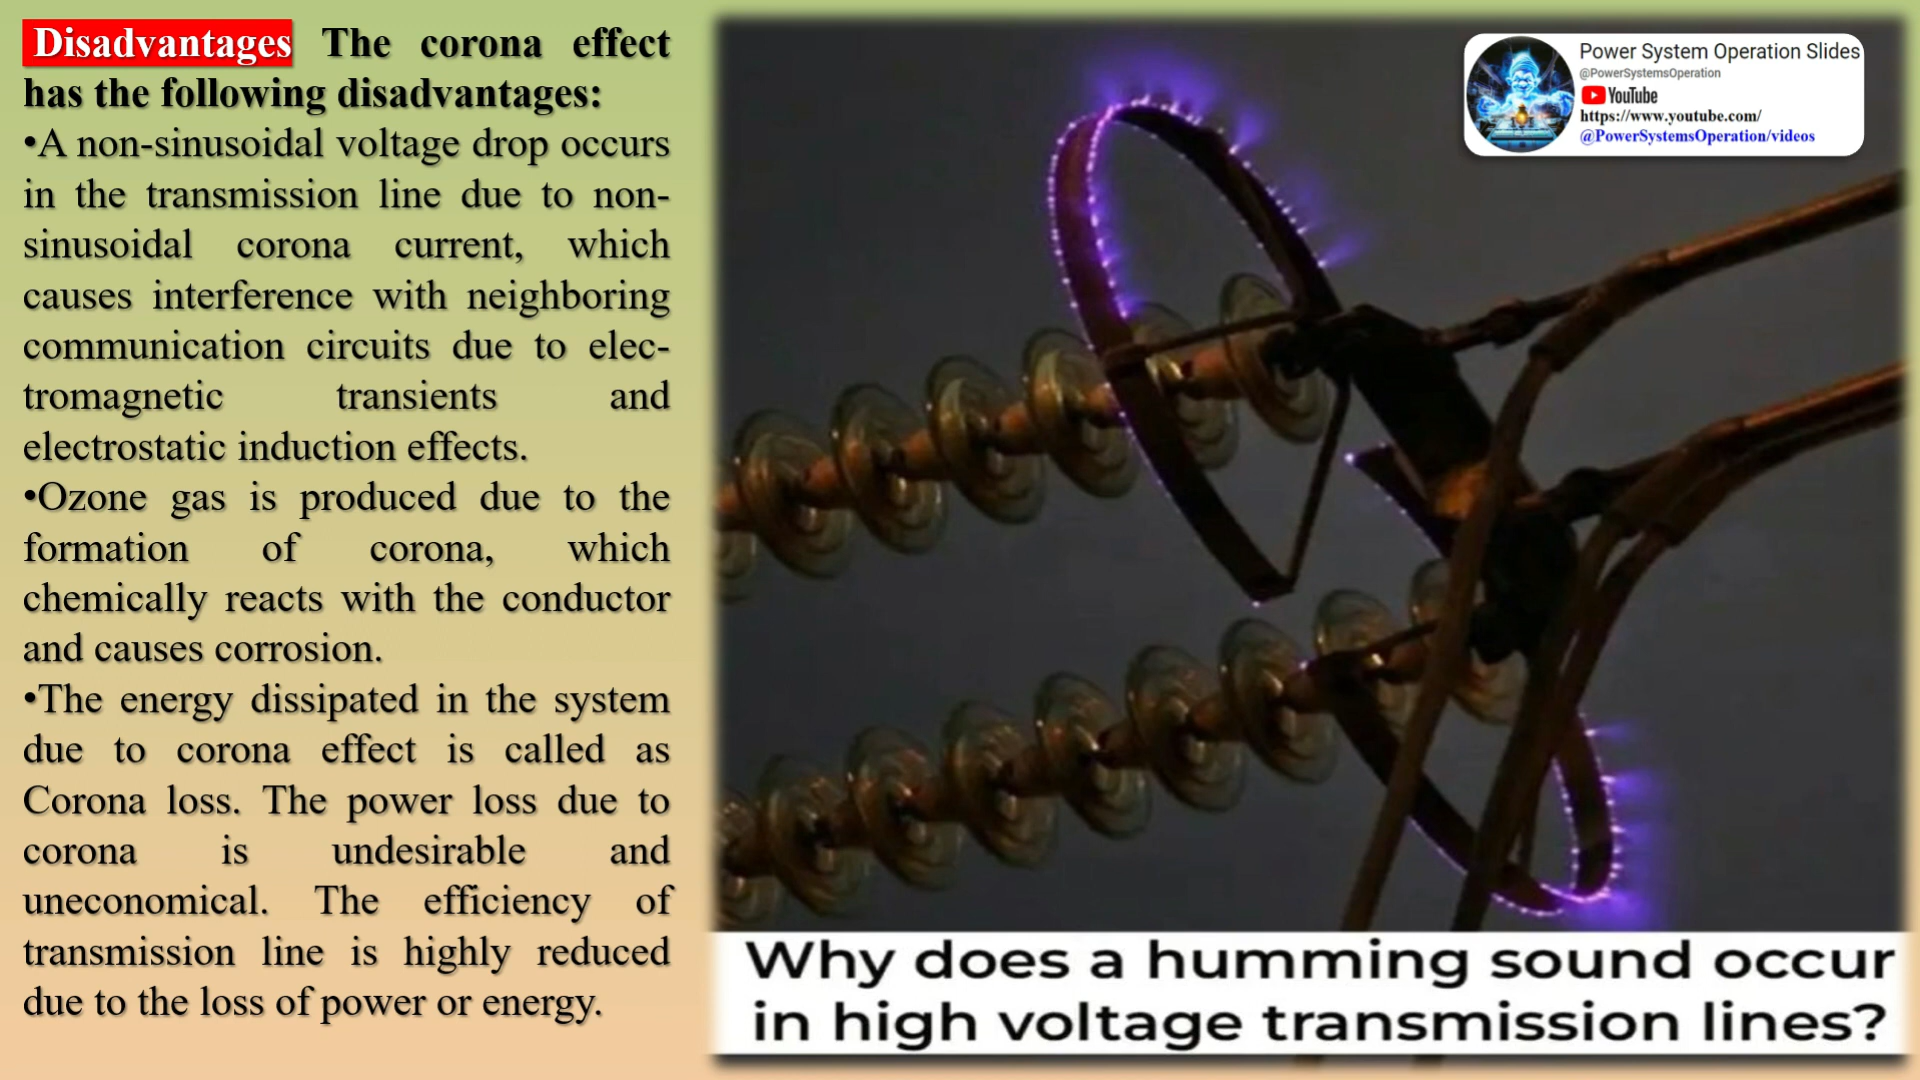 Disadvantages The corona effect
has the following disadvantages:
•A non-sinusoidal voltage drop occurs
in the transmission line due to non-
sinusoidal corona current, which
causes interference with neighboring
communication circuits due to elec-
tromagnetic transients and
electrostatic induction effects.
•Ozone gas is produced due to the
formation of corona, which
chemically reacts with the conductor
and causes corrosion.
•The energy dissipated in the system
due to corona effect is called as
Corona loss. The power loss due to
corona is undesirable and
uneconomical. The efficiency of
transmission line is highly reduced
due to the loss of power or energy.
Power System Operation Slides
@PowerSystemsOperation
YouTube
https://www.youtube.com/
@PowerSystemsOperation/videos
Why does a humming sound occur
in high voltage transmission lines?